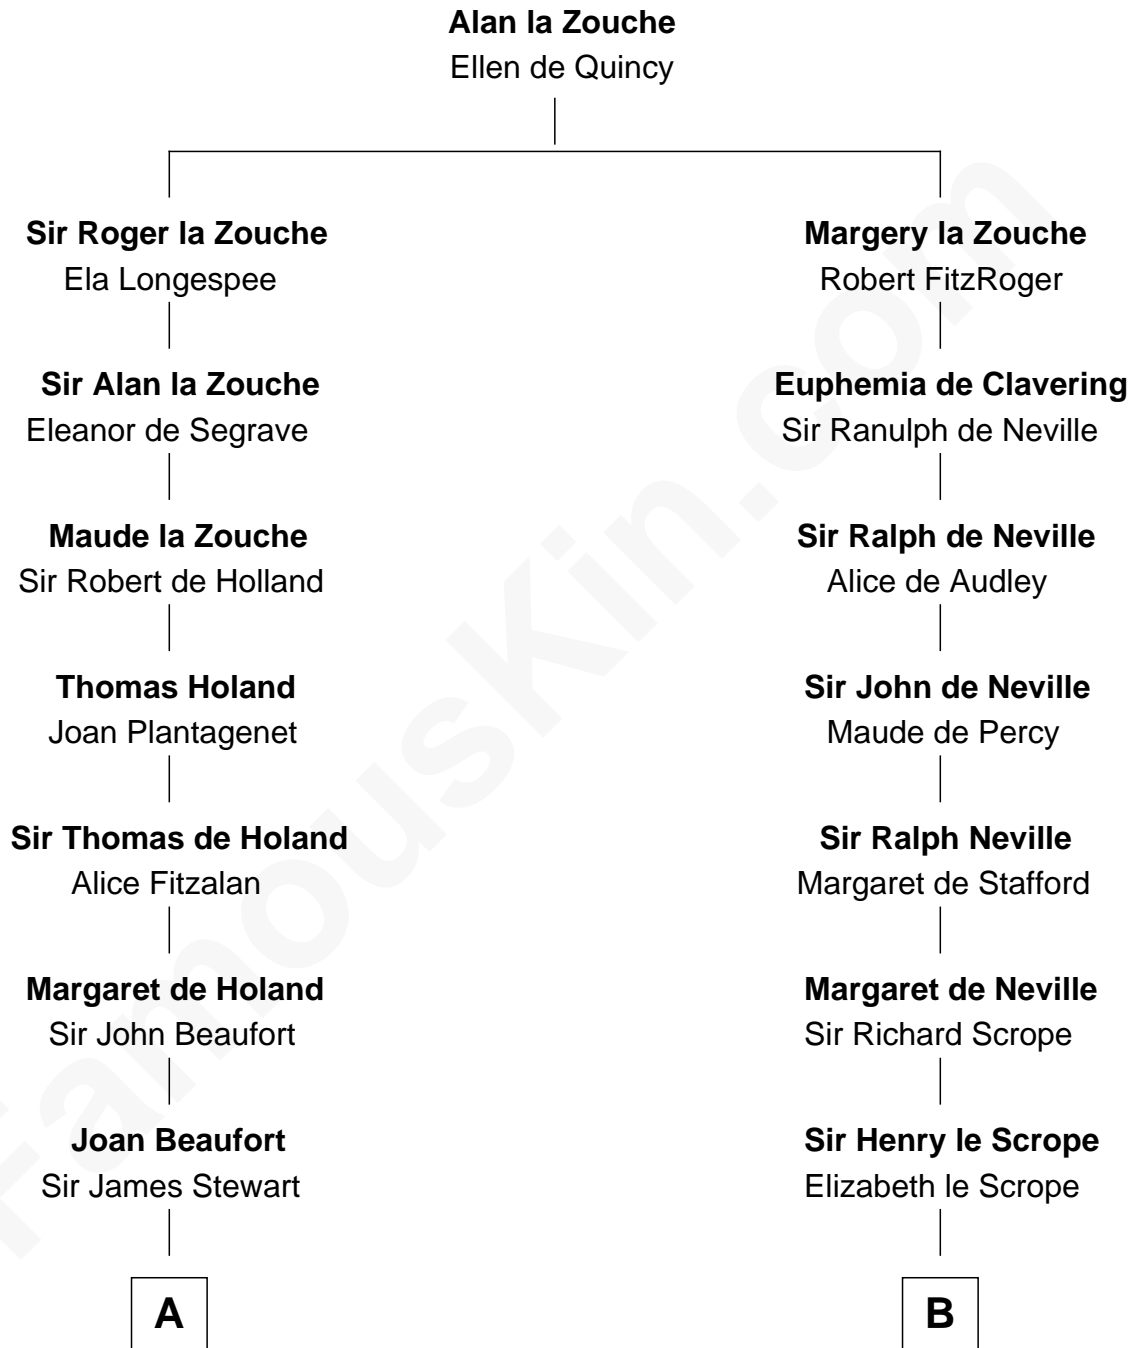 Alan la Zouche
Ellen de Quincy
Sir Roger la Zouche
Ela Longespee
Margery la Zouche
Robert FitzRoger
Sir Alan la Zouche
Eleanor de Segrave
Euphemia de Clavering
Sir Ranulph de Neville
Maude la Zouche
Sir Robert de Holland
Sir Ralph de Neville
Alice de Audley
Thomas Holand
Joan Plantagenet
Sir John de Neville
Maude de Percy
Sir Thomas de Holand
Alice Fitzalan
Sir Ralph Neville
Margaret de Stafford
Margaret de Holand
Sir John Beaufort
Margaret de Neville
Sir Richard Scrope
Joan Beaufort
Sir James Stewart
Sir Henry le Scrope
Elizabeth le Scrope
A
B
FamousKin.com